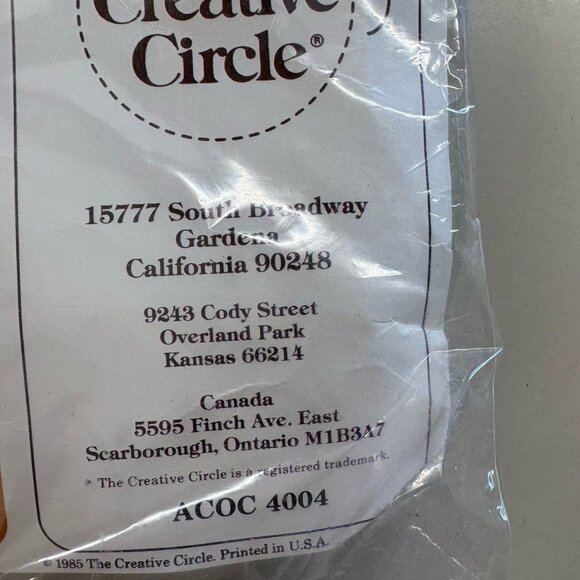 Creative
Circle®
15777 South Broadway
Gardena
California 90248
9243 Cody Street
Overland Park
Kansas 66214
Canada
5595 Finch Ave. East
Scarborough, Ontario M1B3A7
® The Creative Circle is a registered trademark.
ACOC 4004
© 1985 The Creative Circle. Printed in U.S.A.